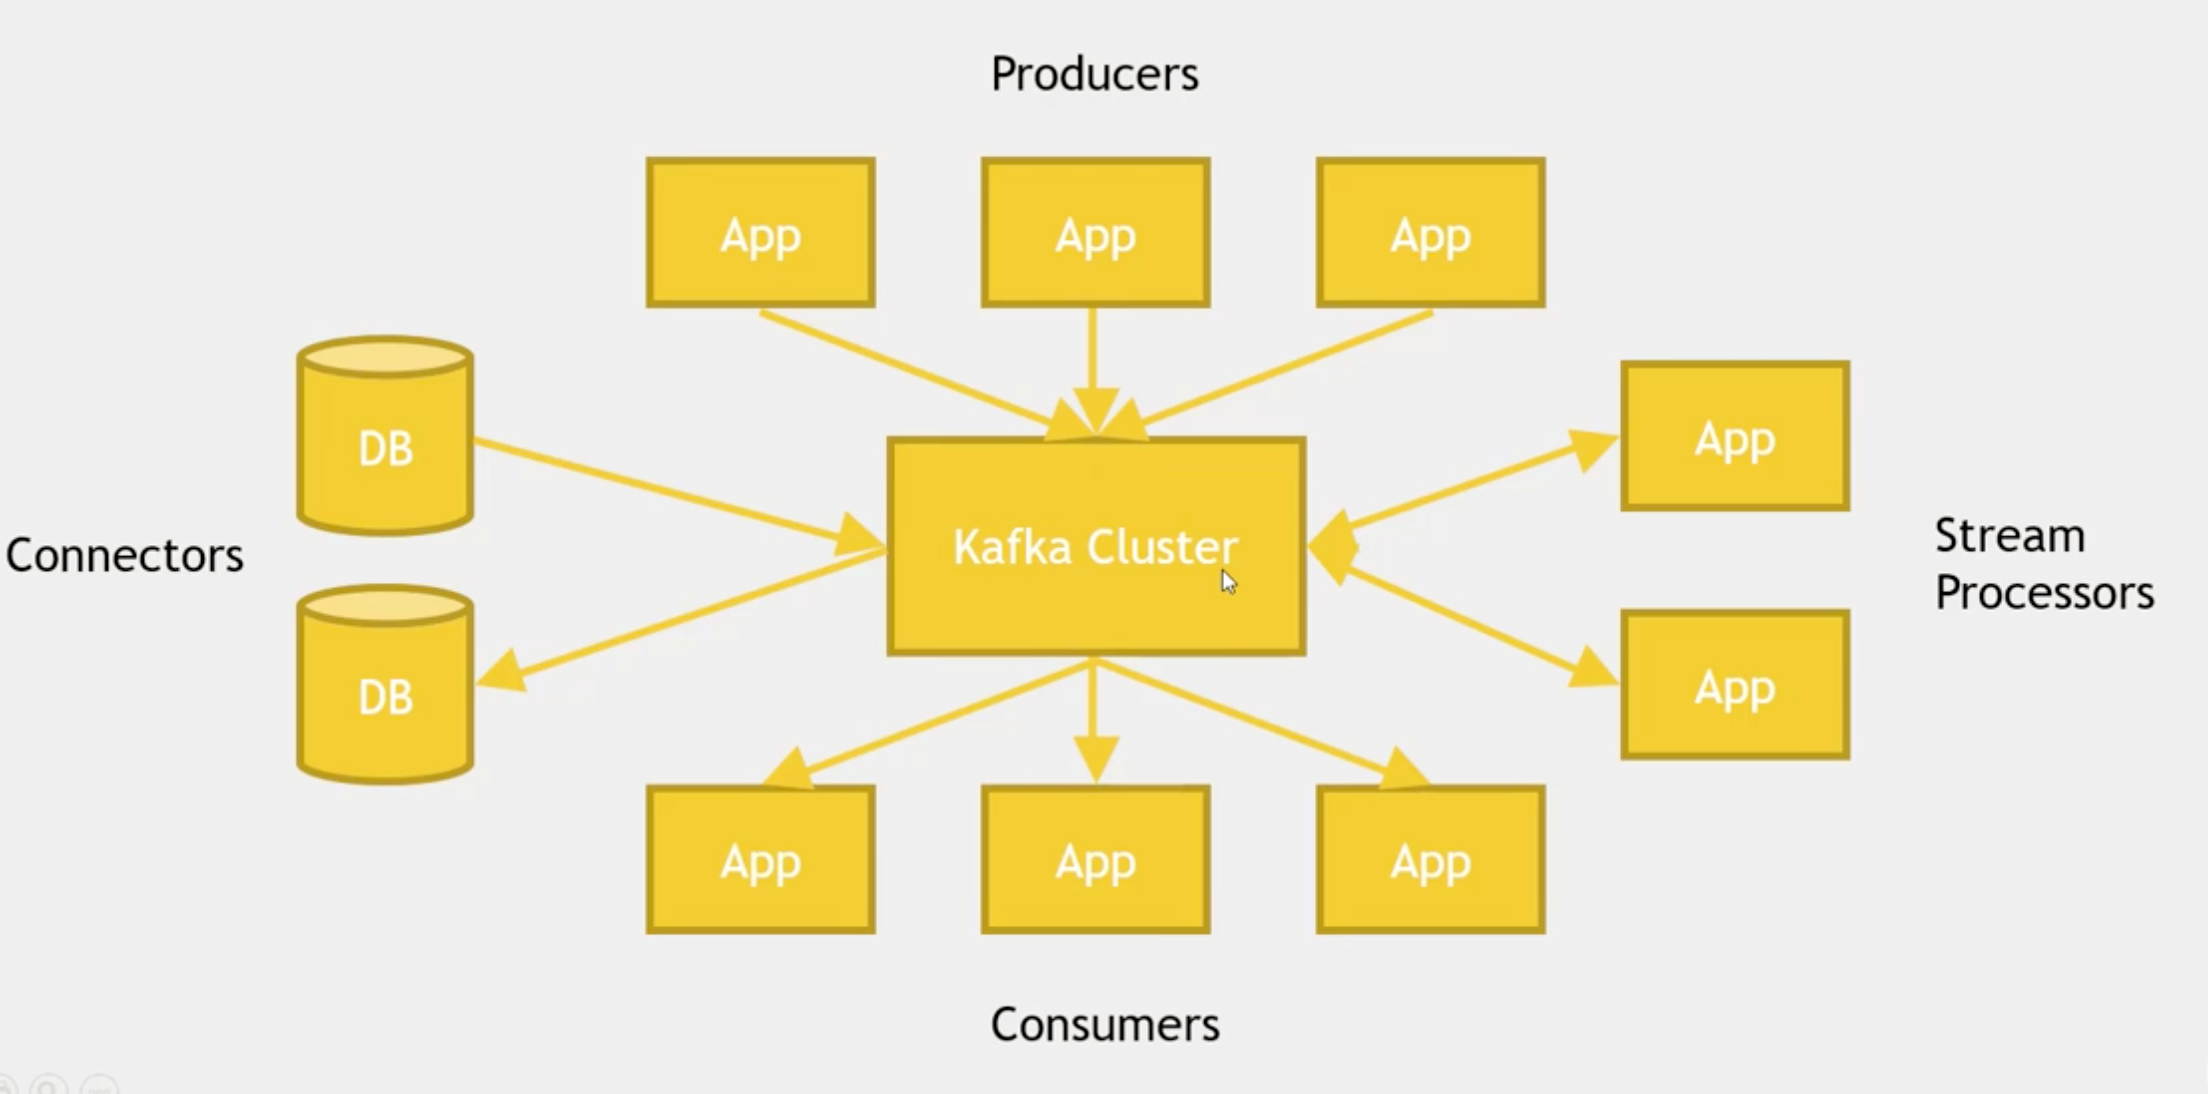 Producers
App
App
App
DB
App
Connectors
Kafka Cluster
Stream
Processors
DB
App
App
App
App
Consumers